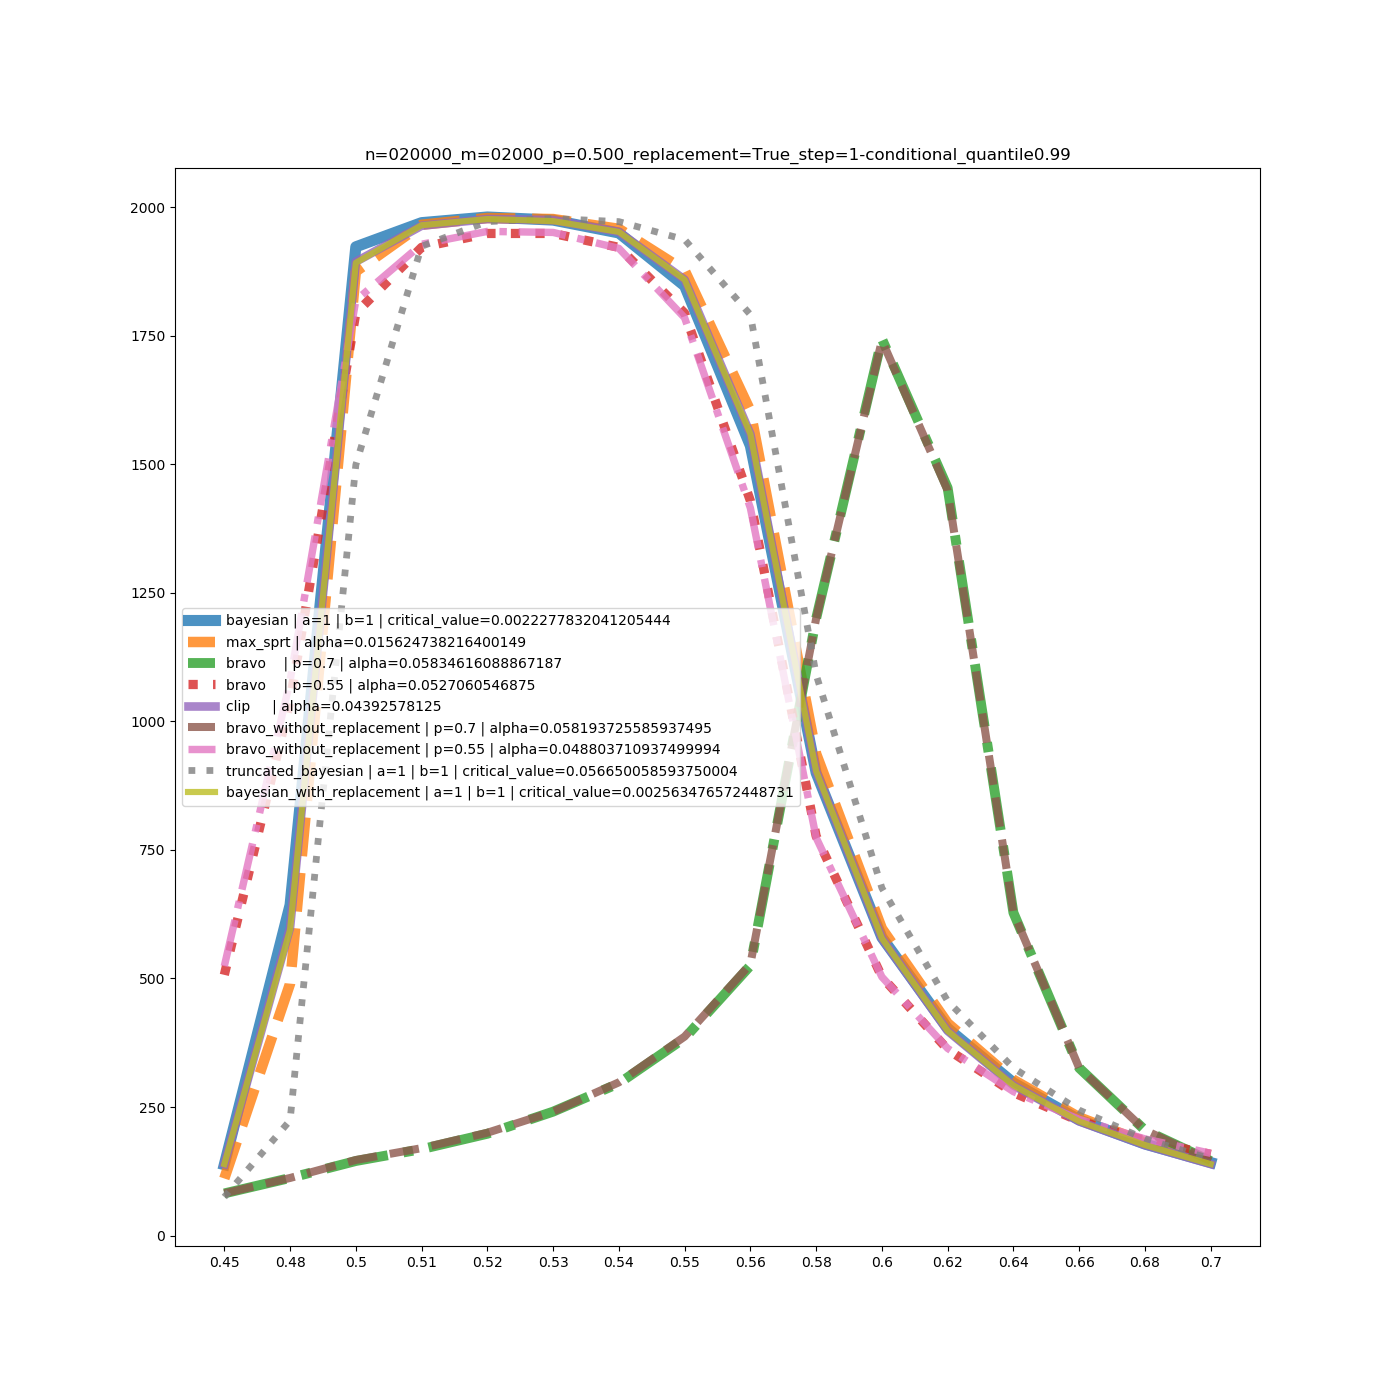 n=020000_m=02000_p=0.500_replacement=True_step=1-conditional_quantile0.99
2000
1750
1500
1250
1000
750
500
250
0
bayesian | a=1 | b=1 | critical_value=0.0022277832041205444
max_sprt | alpha=0.015624738216400149
bravo | p=0.7 | alpha=0.05834616088867187
bravo | p=0.55 | alpha=0.0527060546875
clip | alpha=0.04392578125
bravo_without_replacement | p=0.7 | alpha=0.058193725585937495
bravo_without_replacement | p=0.55 | alpha=0.048803710937499994
truncated_bayesian | a=1 | b=1 | critical_value=0.056650058593750004
bayesian_with_replacement | a=1 | b=1 | critical_value=0.002563476572448731
0.45 0.48 0.5 0.51 0.52 0.53 0.54 0.55 0.56 0.58 0.6 0.62 0.64 0.66 0.68 0.7